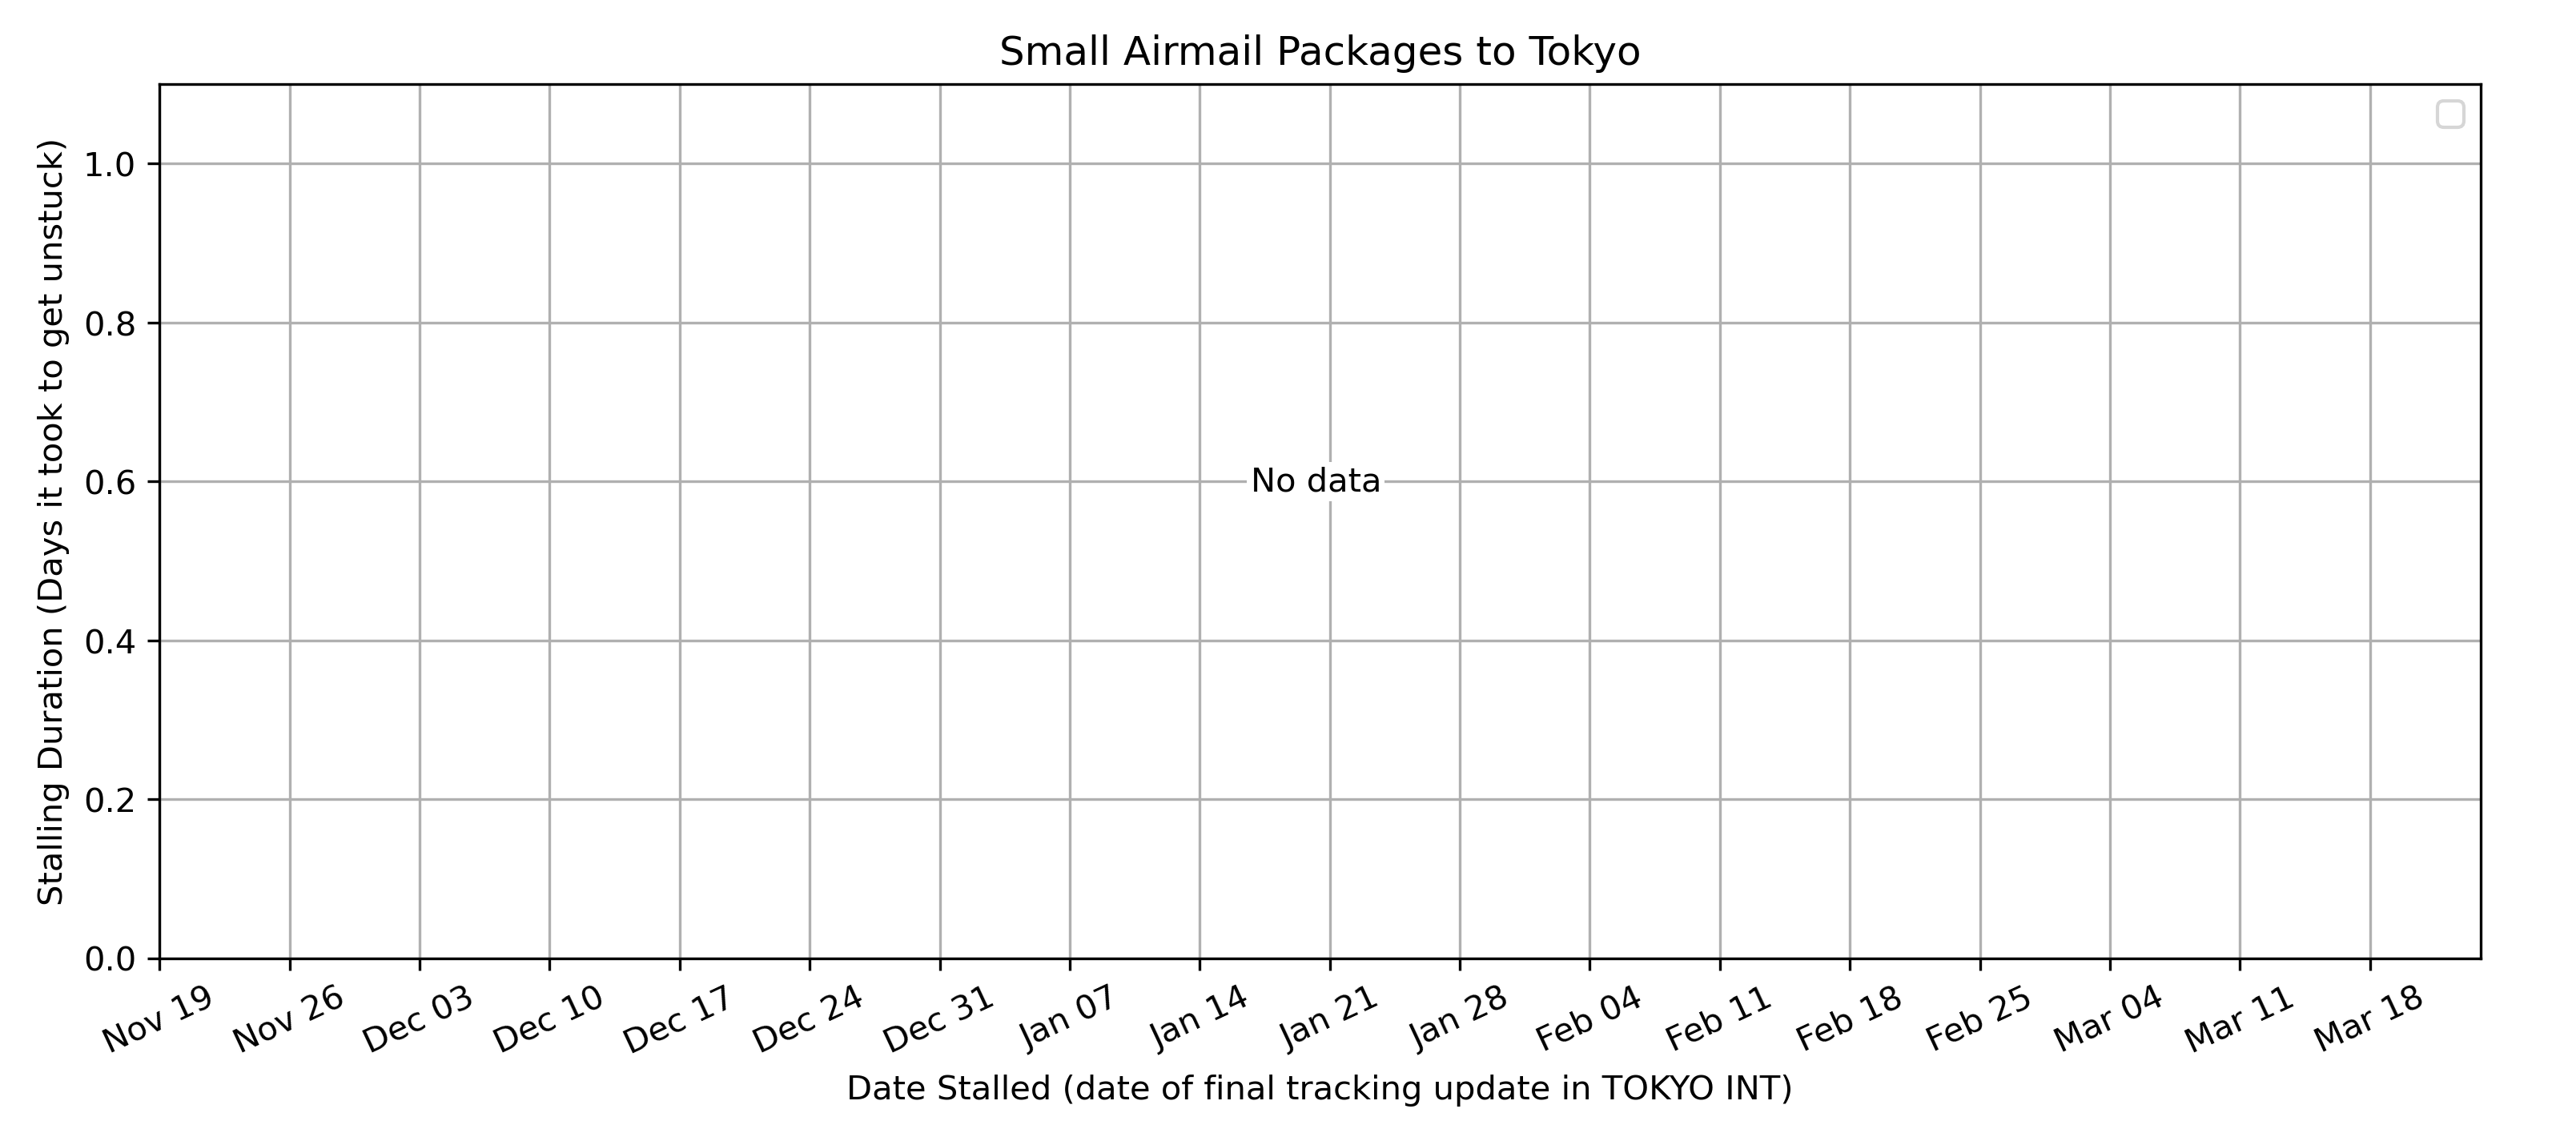 Small Airmail Packages to Tokyo
Stalling Duration (Days it took to get unstuck)
1.0
0.8
0.6
0.4
0.2
0.0
No data
Nov 19 Nov 26 Dec 03 Dec 10 Dec 17 Dec 24 Dec 31 Jan 07 Jan 14 Jan 21 Jan 28 Feb 04 Feb 11 Feb 18 Feb 25 Mar 04 Mar 11 Mar 18
Date Stalled (date of final tracking update in TOKYO INT)